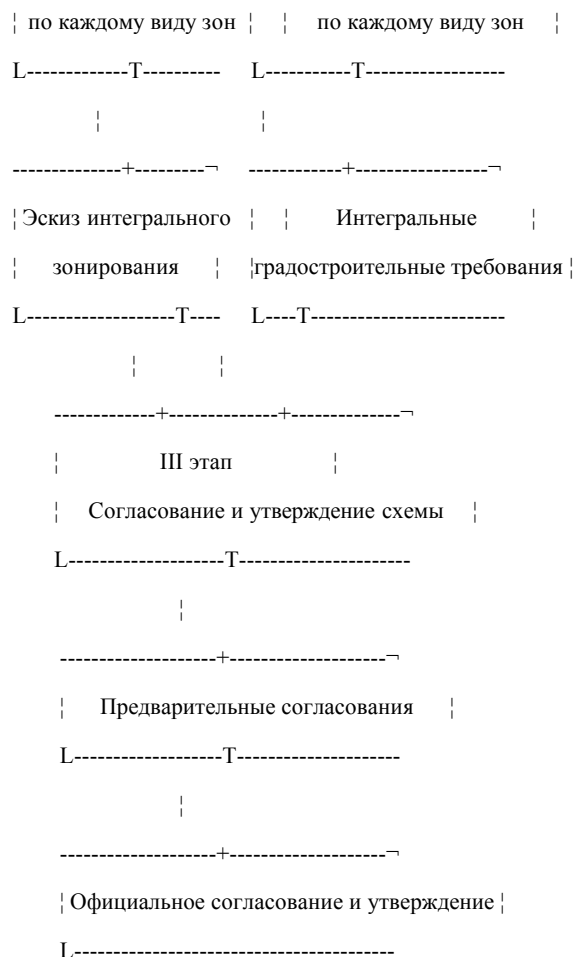 ¦ по каждому виду зон ¦ ¦ по каждому виду зон ¦
L-------------T---------- L-----------T------------------
¦ ¦
--------------+---------¬ ------------+-----------------¬
¦ Эскиз интегрального ¦ ¦ Интегральные ¦
¦ зонирования ¦ ¦градостроительные требования ¦
L-------------------T---- L----T-------------------------
¦ ¦
-------------+--------------+--------------¬
¦ III этап ¦
¦ Согласование и утверждение схемы ¦
L--------------------T----------------------
¦
--------------------+--------------------¬
¦ Предварительные согласования ¦
L-------------------T---------------------
¦
--------------------+--------------------¬
¦ Официальное согласование и утверждение ¦
L-----------------------------------------